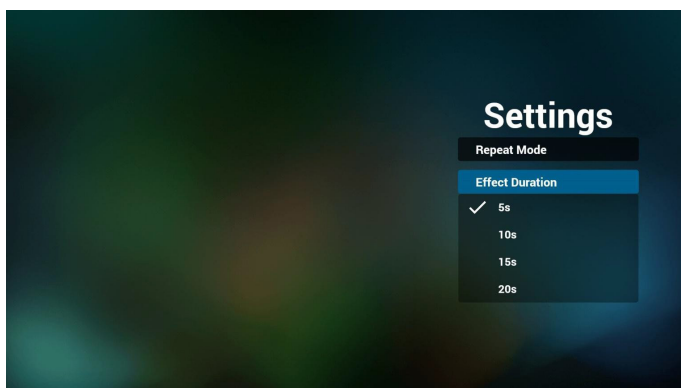 Settings
Repeat Mode
Effect Duration
5s
10s
15s
20s